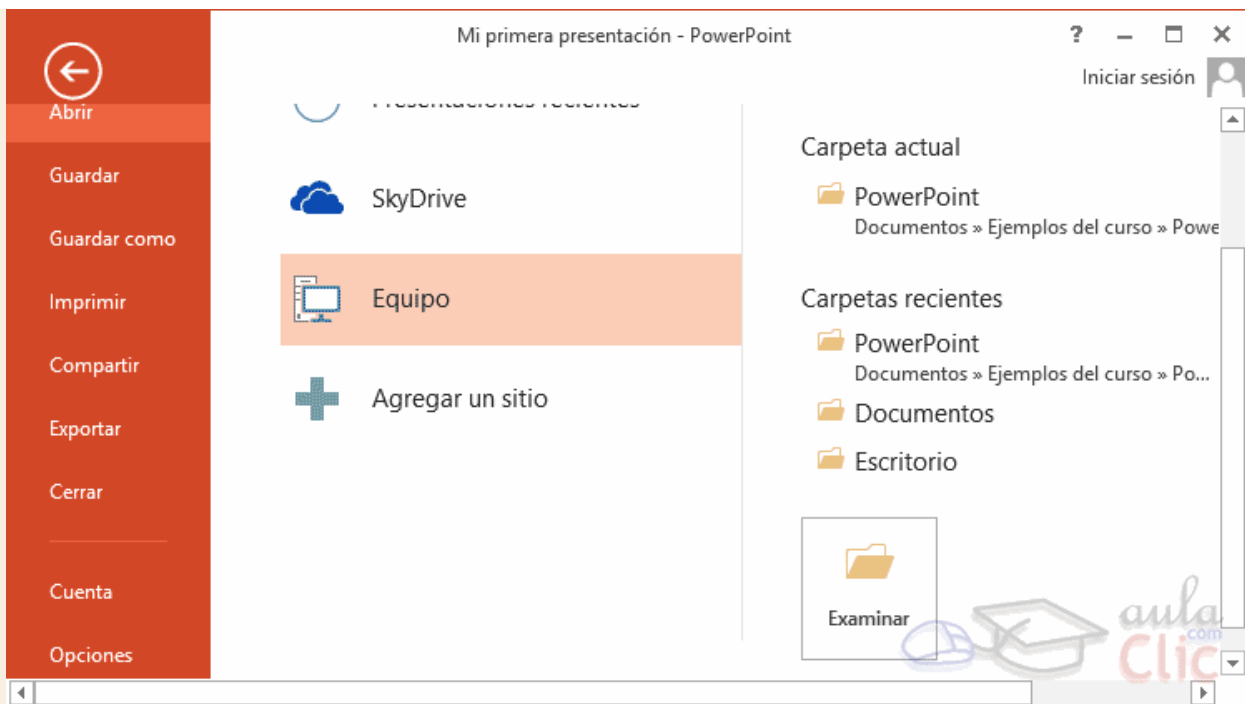 Mi primera presentación - PowerPoint
?
Iniciar sesión
Abrir
Guardar
Guardar como
Imprimir
Compartir
Exportar
Cerrar
Cuenta
Opciones
Presentaciones recientes
SkyDrive
Equipo
Agregar un sitio
Carpeta actual
PowerPoint
Documentos » Ejemplos del curso » Powe
Carpetas recientes
PowerPoint
Documentos » Ejemplos del curso » Po...
Documentos
Escritorio
Examinar
aula
com
Clic